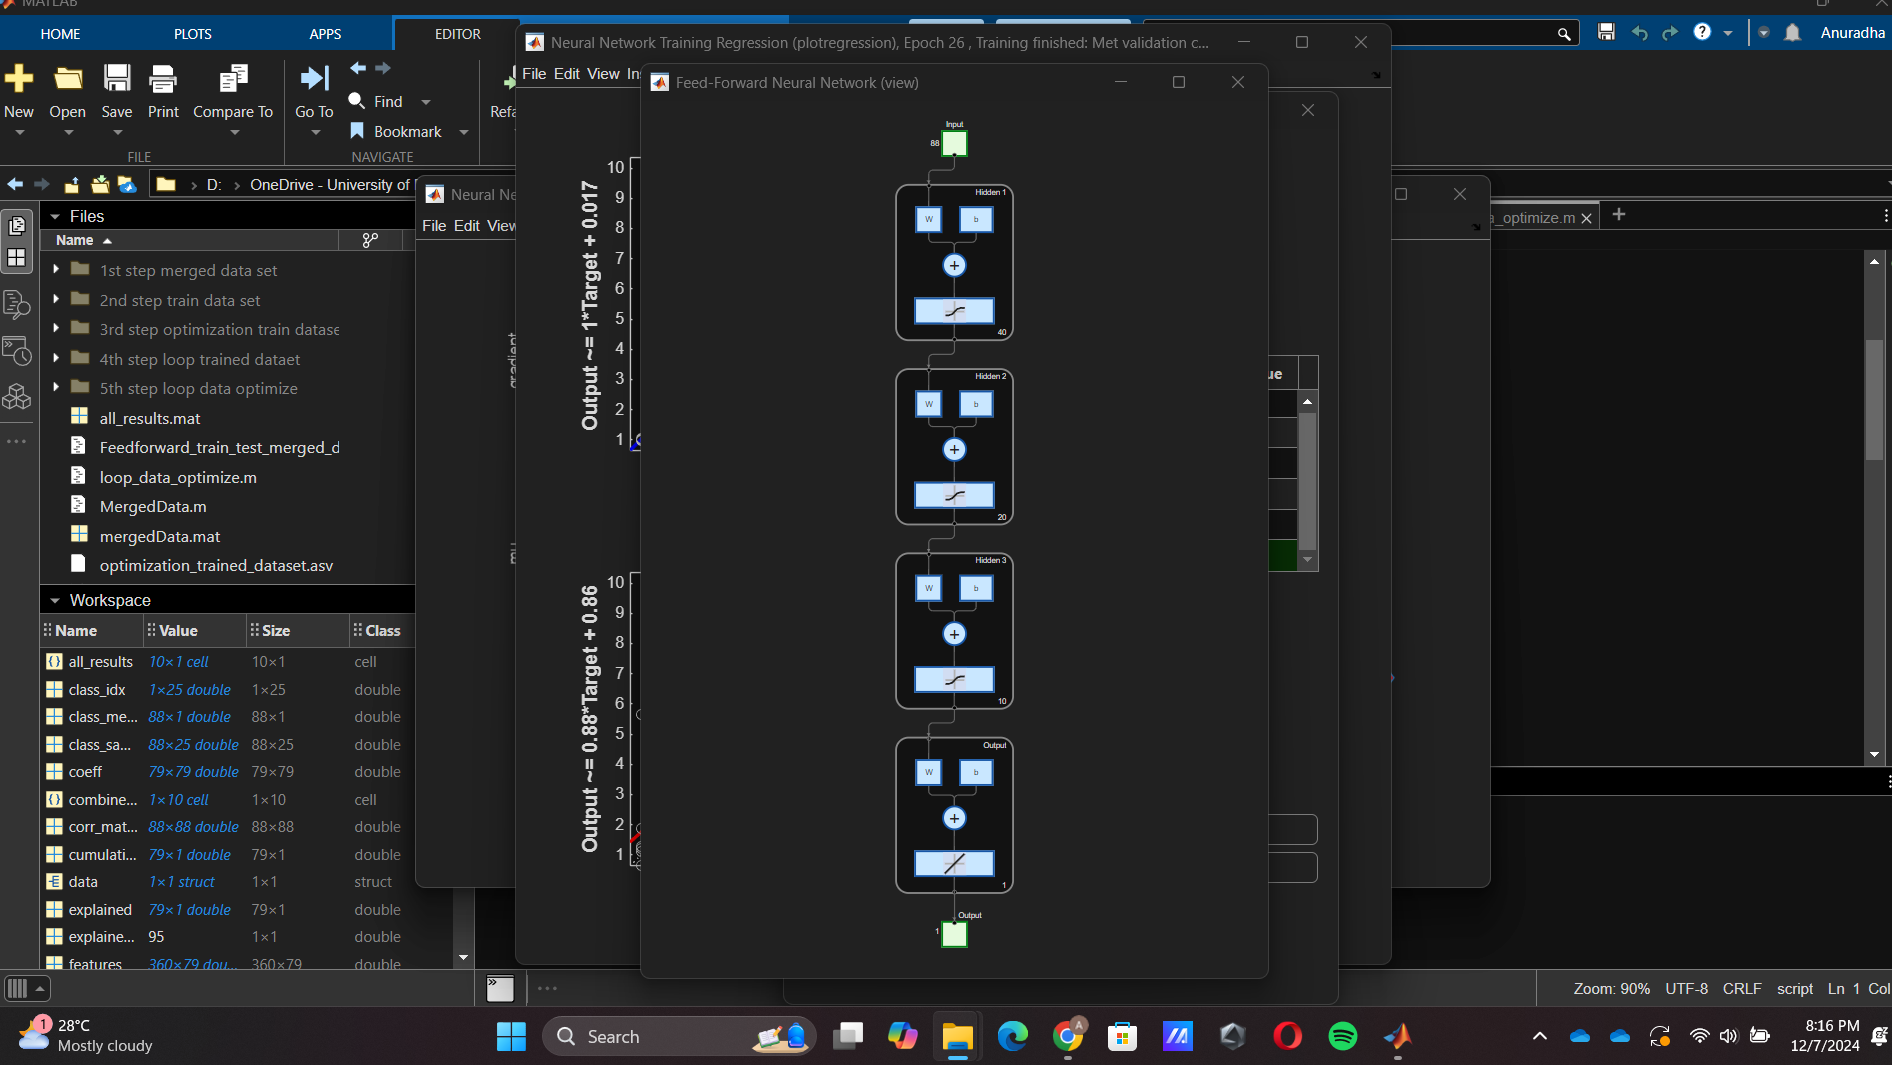 MATLAB
HOME
PLOTS
APPS
EDITOR
Anuradha
New
Open
Save
Print
Compare To
Go To
Find
Bookmark
Refa
FILE
NAVIGATE
D: > OneDrive - University of
Files
Name
1st step merged data set
2nd step train data set
3rd step optimization train datase
4th step loop trained dataet
5th step loop data optimize
all_results.mat
Feedforward_train_test_merged_d
loop_data_optimize.m
MergedData.m
mergedData.mat
optimization_trained_dataset.asv
Workspace
Name Value Size Class
all_results 10×1 cell 10×1 cell
class_idx 1×25 double 1×25 double
class_me... 88×1 double 88×1 double
class_sa... 88×25 double 88×25 double
coeff 79×79 double 79×79 double
combine... 1×10 cell 1×10 cell
corr_mat... 88×88 double 88×88 double
cumulati... 79×1 double 79×1 double
data 1×1 struct 1×1 struct
explained 79×1 double 79×1 double
explaine... 95 1×1 double
features 360×79 dou... 360×79 double
Neural Ne
File Edit View
gradient
mu
Neural Network Training Regression (plotregression), Epoch 26 , Training finished: Met validation c...
File Edit View Ins
Output ~= 1*Target + 0.017
10
9
8
7
6
5
4
3
2
1
Output ~= 0.88*Target + 0.86
10
9
8
7
6
5
4
3
2
1
Feed-Forward Neural Network (view)
Input
88
Hidden 1
W b
+
40
Hidden 2
W b
+
20
Hidden 3
W b
+
10
Output
W b
+
1
Output
1
ue
a_optimize.m
Zoom: 90% UTF-8 CRLF script Ln 1 Col
1
28°C
Mostly cloudy
Search
A
8:16 PM
12/7/2024